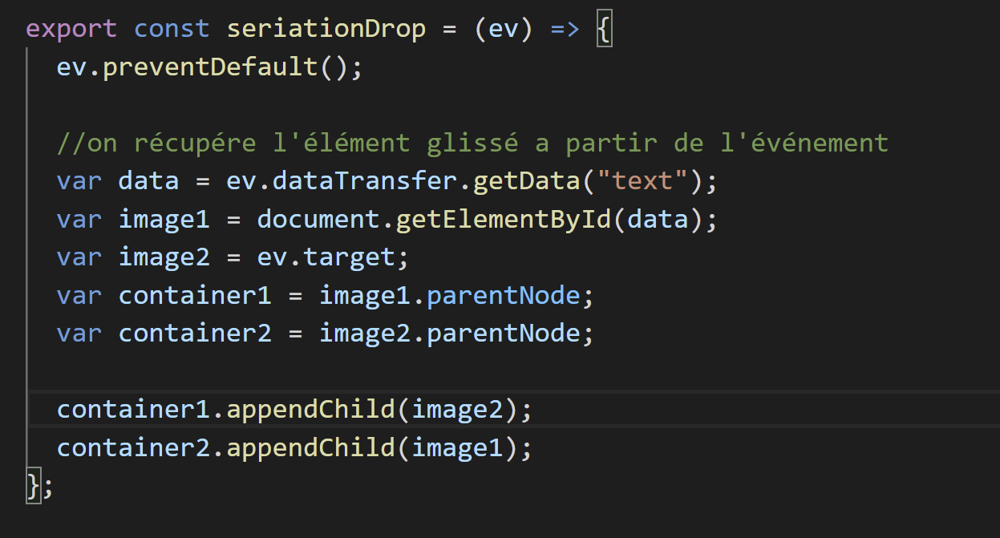 export const seriationDrop = (ev) => {
ev.preventDefault();
//on récupére l'élément glissé a partir de l'événement
var data = ev.dataTransfer.getData("text");
var image1 = document.getElementById(data);
var image2 = ev.target;
var container1 = image1.parentNode;
var container2 = image2.parentNode;
container1.appendChild(image2);
container2.appendChild(image1);
};